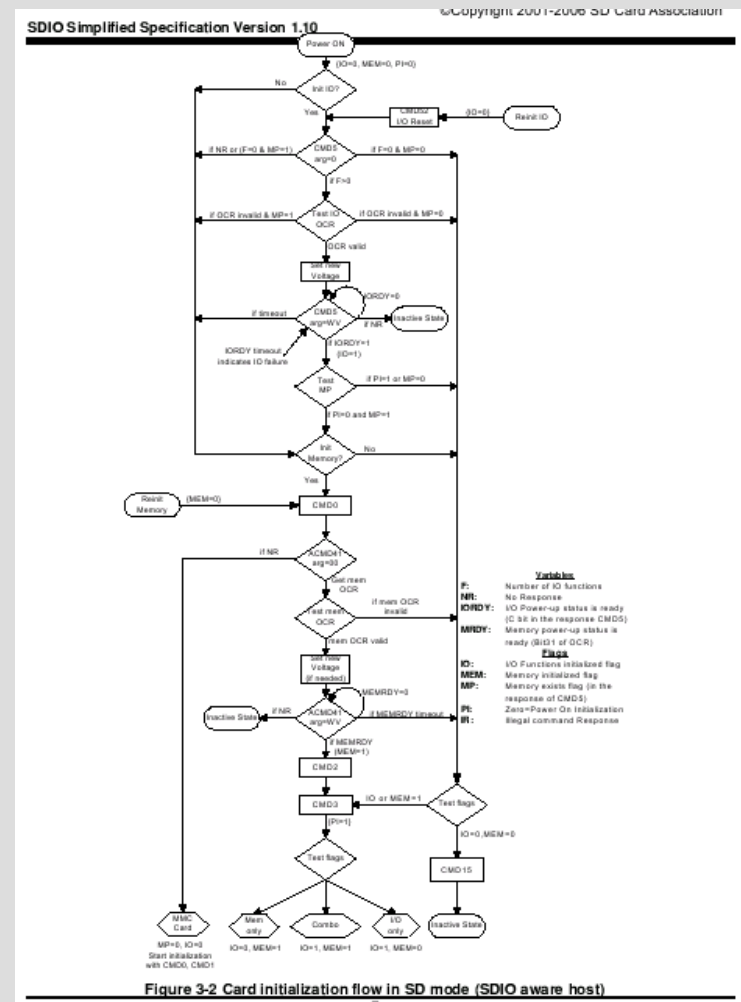 ©Copyright 2001-2006 SD Card Association
SDIO Simplified Specification Version 1.10
Power ON
(IO=0, MEM=0, PI=0)
No
Init IO?
Yes
CMD52
I/O Reset
(IO=0)
Reinit IO
if NR or (F=0 & MP=1)
CMD5
arg=0
if F=0 & MP=0
if F>0
if OCR invalid & MP=1
Test IO
OCR
if OCR invalid & MP=0
OCR valid
Set new
Voltage
IORDY=0
if timeout
CMD5
arg=WV
if NR
Inactive State
IORDY timeout
indicates IO failure
if IORDY=1
(IO=1)
Test
MP
if PI=1 or MP=0
if PI=0 and MP=1
Init
Memory?
No
Yes
Reinit
Memory
(MEM=0)
CMD0
if NR
ACMD41
arg=00
Get mem
OCR
Test mem
OCR
if mem OCR
invalid
mem OCR valid
Set new
Voltage
(if needed)
MEMRDY=0
Inactive State
if NR
ACMD41
arg=WV
if MEMRDY timeout
if MEMRDY
(MEM=1)
CMD2
CMD3
IO or MEM=1
Test flags
(PI=1)
IO=0,MEM=0
Test flags
CMD15
MMC
Card
Mem
only
Combo
I/O
only
Inactive State
MP=0, IO=0
Start initialization
with CMD0, CMD1
IO=0, MEM=1
IO=1, MEM=1
IO=1, MEM=0
Variables
F: Number of IO functions
NR: No Response
IORDY: I/O Power-up status is ready
(C bit in the response CMD5)
MRDY: Memory power-up status is
ready (Bit31 of OCR)
Flags
IO: I/O Functions initialized flag
MEM: Memory initialized flag
MP: Memory exists flag (in the
response of CMD5)
PI: Zero=Power On Initialization
IR: Illegal command Response
Figure 3-2 Card initialization flow in SD mode (SDIO aware host)